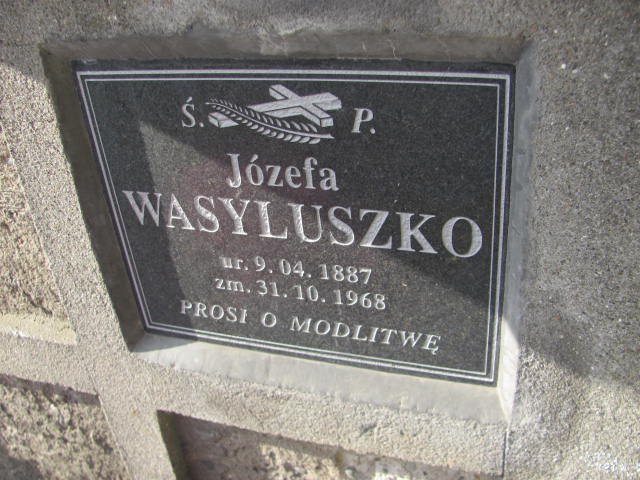 Ś. P.
Józefa
WASYLUSZKO
ur. 9. 04. 1887
zm. 31. 10. 1968
PROSI O MODLITWĘ